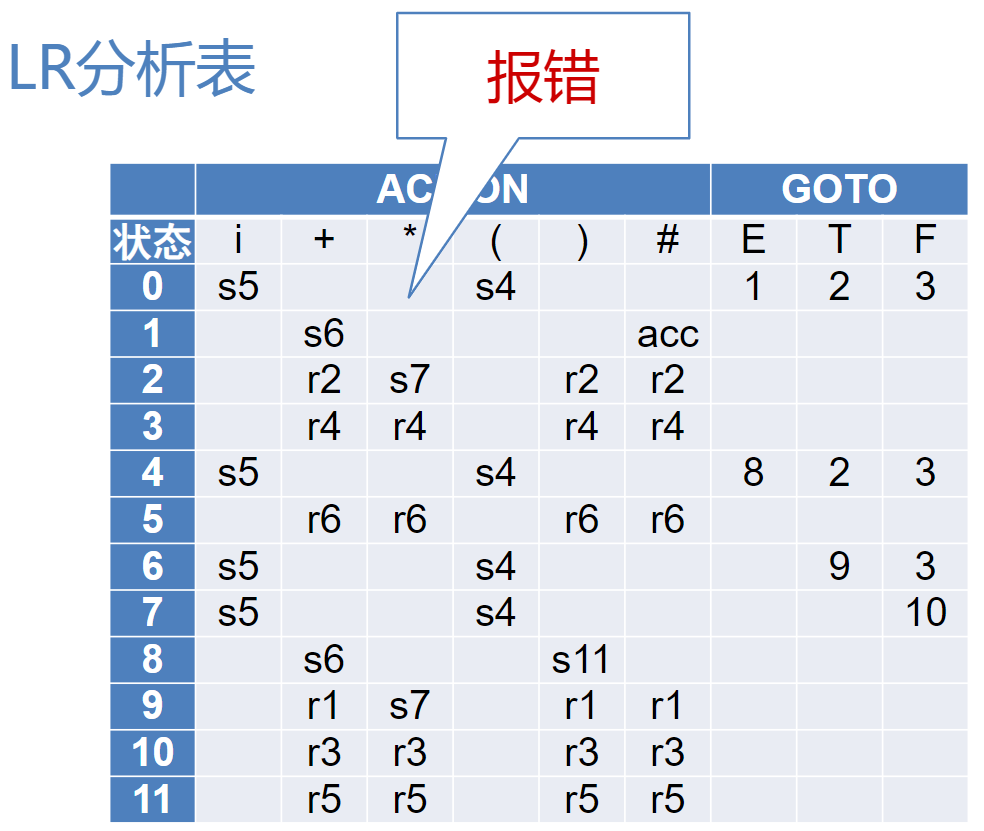 LR分析表
报错
ACTION GOTO
状态 i + * ( ) # E T F
0 s5 s4 1 2 3
1 s6 acc
2 r2 s7 r2 r2
3 r4 r4 r4 r4
4 s5 s4 8 2 3
5 r6 r6 r6 r6
6 s5 s4 9 3
7 s5 s4 10
8 s6 s11
9 r1 s7 r1 r1
10 r3 r3 r3 r3
11 r5 r5 r5 r5